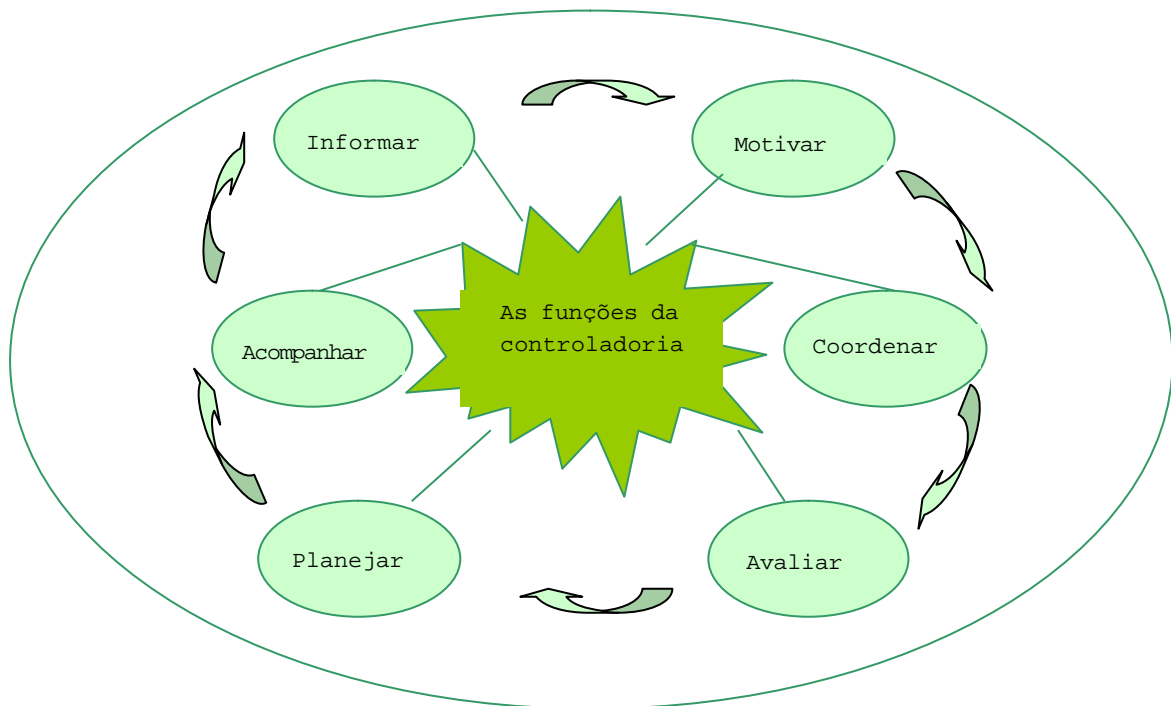 Informar
Motivar
As funções da
controladoria
Acompanhar
Coordenar
Planejar
Avaliar